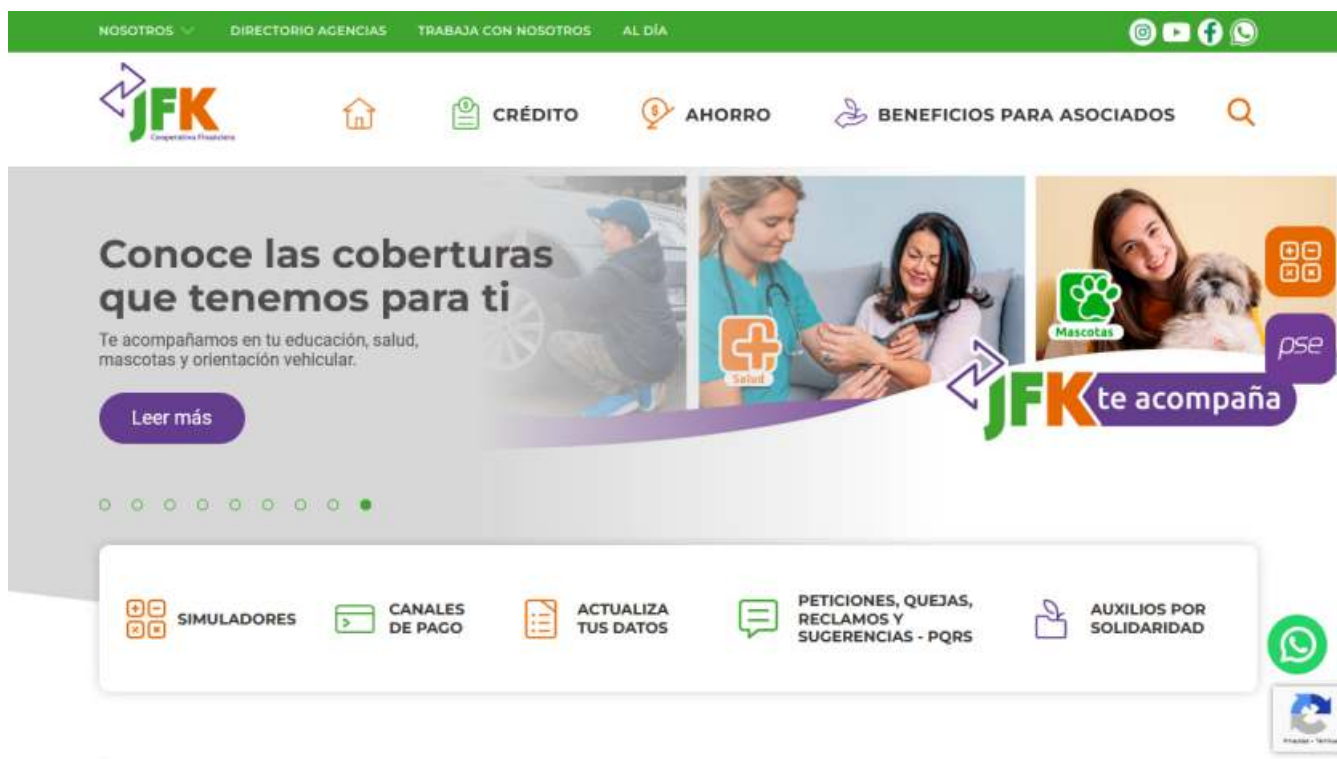 NOSOTROS
DIRECTORIO AGENCIAS
TRABAJA CON NOSOTROS
AL DÍA
JFK
Cooperativa Financiera
CRÉDITO
AHORRO
BENEFICIOS PARA ASOCIADOS
Conoce las coberturas
que tenemos para ti
Te acompañamos en tu educación, salud,
mascotas y orientación vehicular.
Leer más
Salud
Mascotas
pse
JFK te acompaña
SIMULADORES
CANALES
DE PAGO
ACTUALIZA
TUS DATOS
PETICIONES, QUEJAS,
RECLAMOS Y
SUGERENCIAS - PQRS
AUXILIOS POR
SOLIDARIDAD